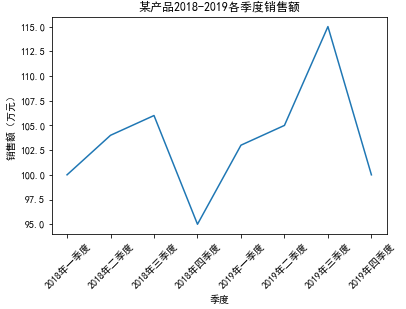 某产品2018-2019各季度销售额
115.0
112.5
110.0
107.5
105.0
102.5
100.0
97.5
95.0
销售额（万元）
2018年一季度
2018年二季度
2018年三季度
2018年四季度
2019年一季度
2019年二季度
2019年三季度
2019年四季度
季度